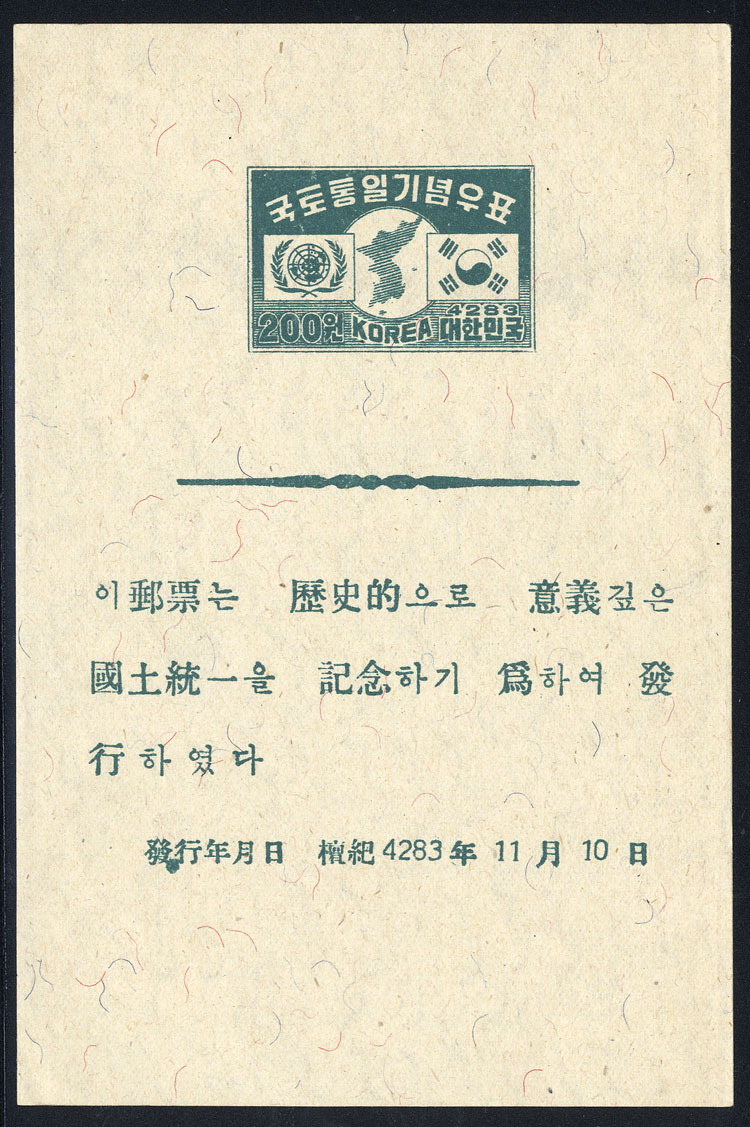 국토통일기념우표
4283
200원 KOREA 대한민국
이郵票는 歷史的으로 意義깊은
國土統一을 記念하기 爲하여 發
行하였다
發行年月日 檀紀4283年 11月 10日